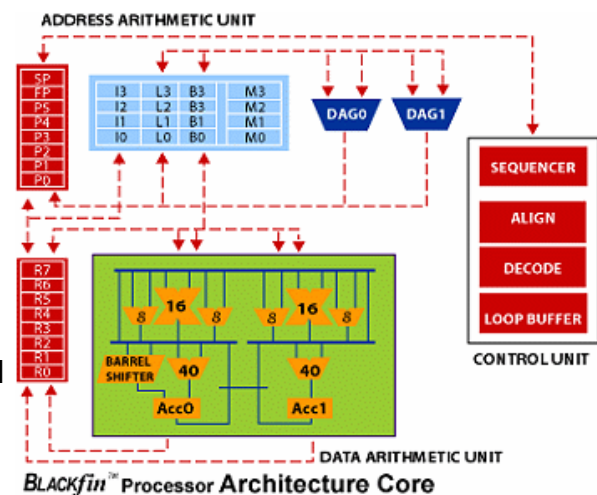 ADDRESS ARITHMETIC UNIT
SP
FP
P5
P4
P3
P2
P1
P0
I3 L3 B3 M3
I2 L2 B3 M2
I1 L1 B1 M1
I0 L0 B0 M0
DAG0
DAG1
SEQUENCER
ALIGN
DECODE
LOOP BUFFER
CONTROL UNIT
R7
R6
R5
R4
R3
R2
R1
R0
8 16 8 8 16 8
BARREL
SHIFTER
40 40
Acc0 Acc1
DATA ARITHMETIC UNIT
BLACKfin™ Processor Architecture Core